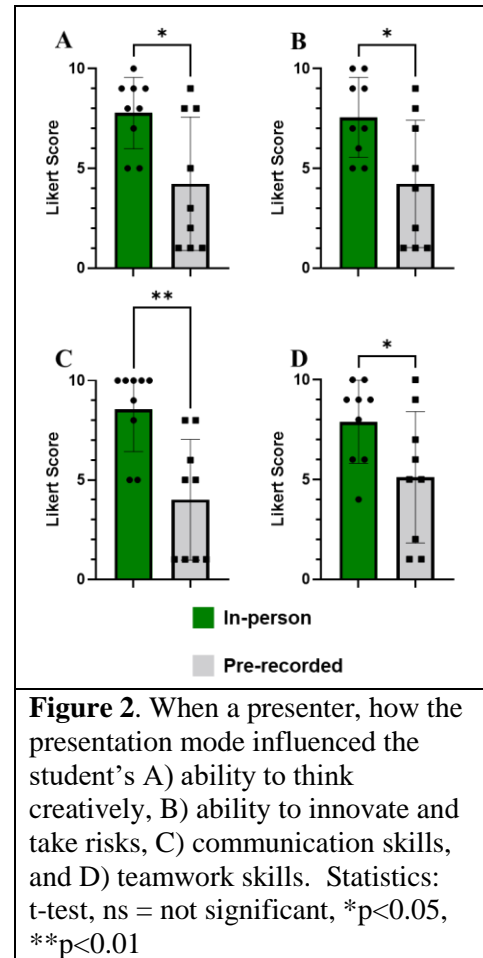 A
*
10
5
0
Likert Score
B
*
10
5
0
Likert Score
C
**
10
5
0
Likert Score
D
*
10
5
0
Likert Score
In-person
Pre-recorded
Figure 2. When a presenter, how the
presentation mode influenced the
student’s A) ability to think
creatively, B) ability to innovate and
take risks, C) communication skills,
and D) teamwork skills.  Statistics:
t-test, ns = not significant, *p<0.05,
**p<0.01